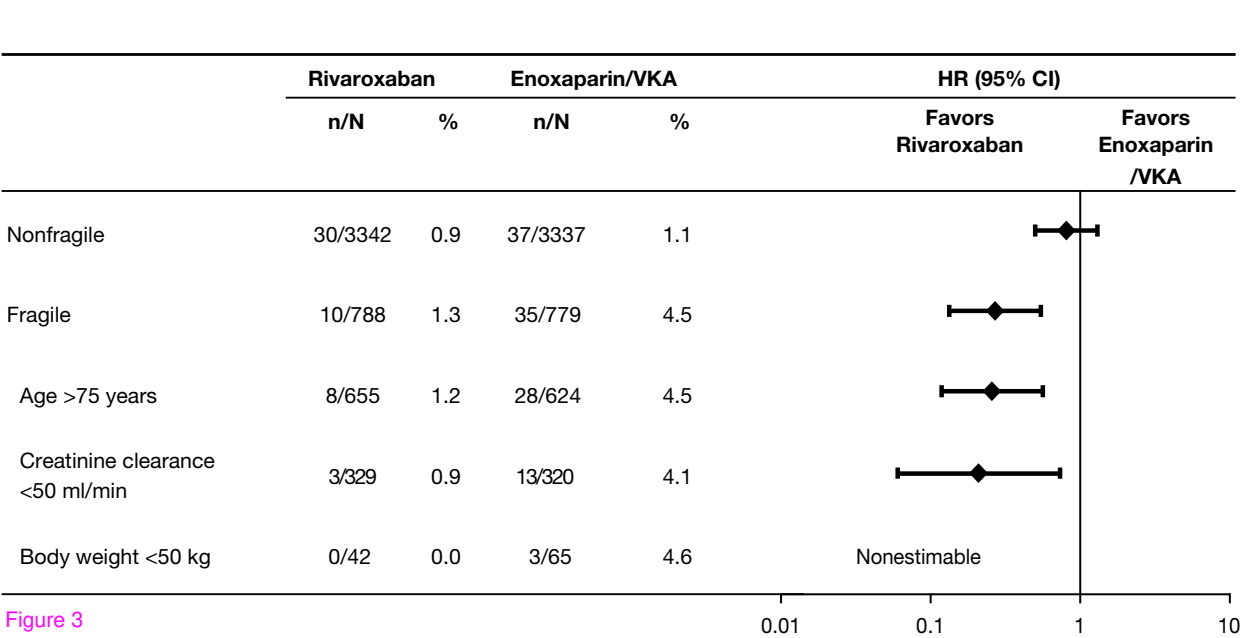 Rivaroxaban Enoxaparin/VKA HR (95% CI)
n/N % n/N % Favors Favors
Rivaroxaban Enoxaparin
/VKA
Nonfragile 30/3342 0.9 37/3337 1.1
Fragile 10/788 1.3 35/779 4.5
Age >75 years 8/655 1.2 28/624 4.5
Creatinine clearance
<50 ml/min 3/329 0.9 13/320 4.1
Body weight <50 kg 0/42 0.0 3/65 4.6 Nonestimable
Figure 3
0.01 0.1 1 10